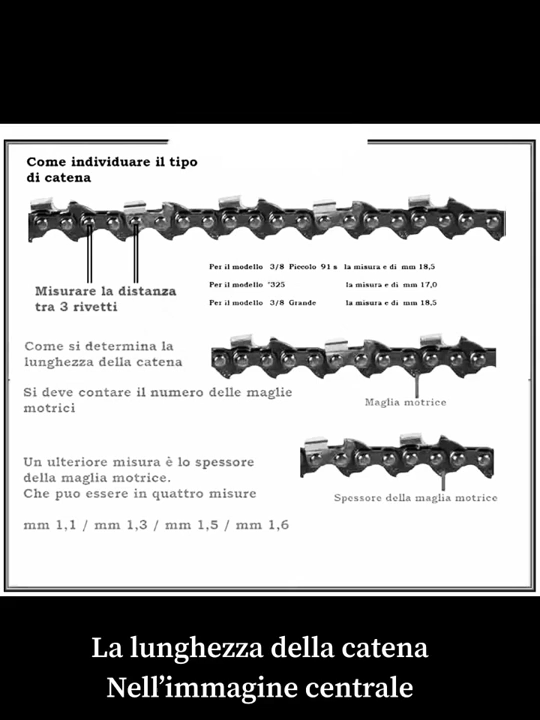 Come individuare il tipo
di catena
Misurare la distanza
tra 3 rivetti
Per il modello 3/8 Piccolo 91 s la misura e di mm 18,5
Per il modello °325 la misura e di mm 17,0
Per il modello 3/8 Grande la misura e di mm 18,5
Come si determina la
lunghezza della catena
Si deve contare il numero delle maglie
motrici
Maglia motrice
Un ulteriore misura è lo spessore
della maglia motrice.
Che puo essere in quattro misure
Spessore della maglia motrice
mm 1,1 / mm 1,3 / mm 1,5 / mm 1,6
La lunghezza della catena
Nell’immagine centrale